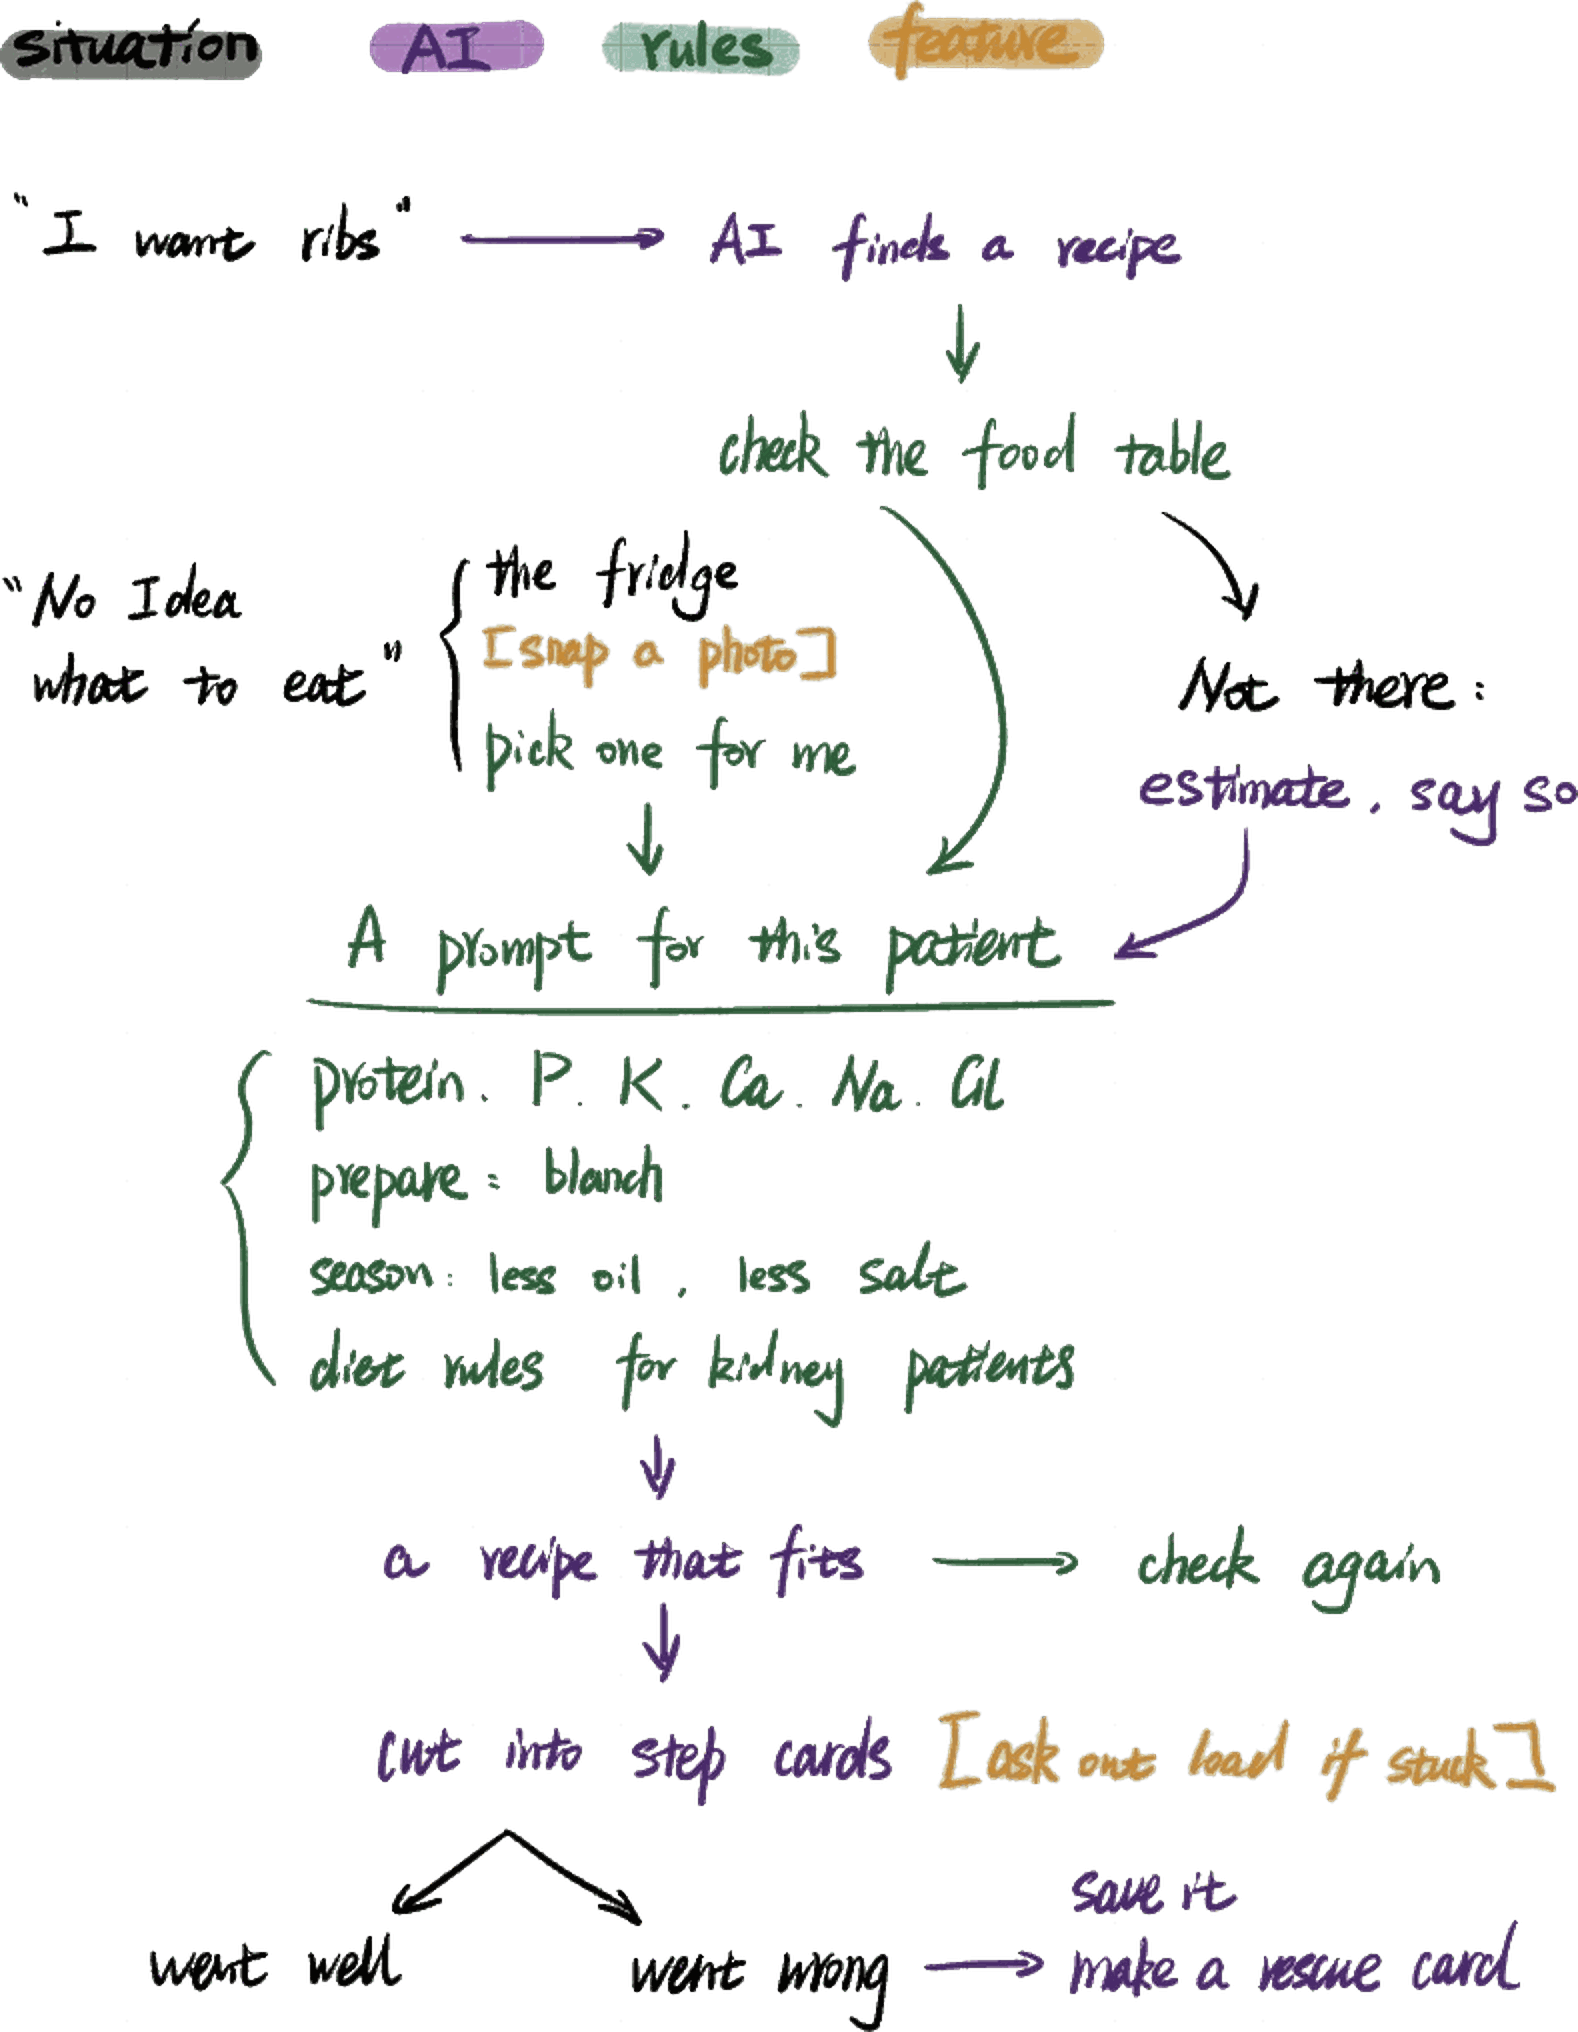 situation AI rules feature
"I want ribs" → AI finds a recipe
check the food table
"No Idea
what to eat"
the fridge
[snap a photo]
pick one for me
Not there:
estimate, say so
A prompt for this patient
protein. P. K. Ca. Na. GL
prepare: blanch
season: less oil, less salt
diet rules for kidney patients
a recipe that fits → check again
cut into step cards [ask out load if stuck]
went well
went wrong →
save it
make a rescue card